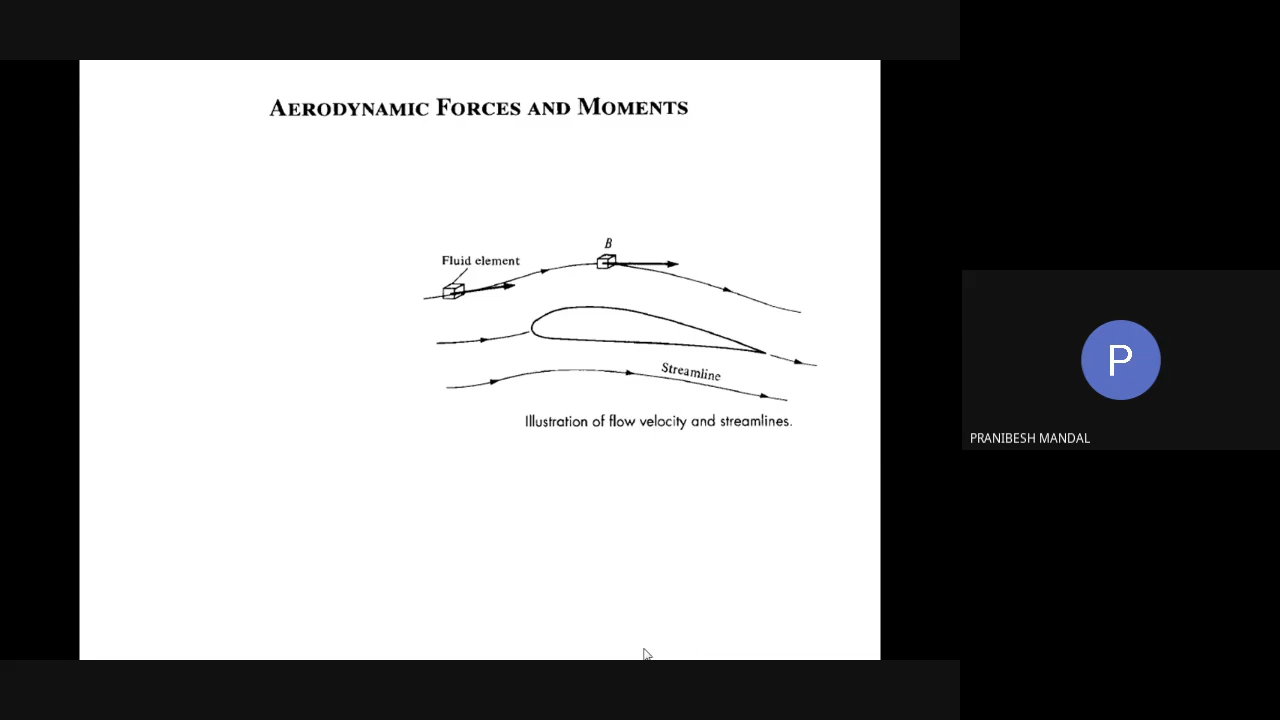 AERODYNAMIC FORCES AND MOMENTS
B
Fluid element
Streamline
Illustration of flow velocity and streamlines.
P
PRANIBESH MANDAL